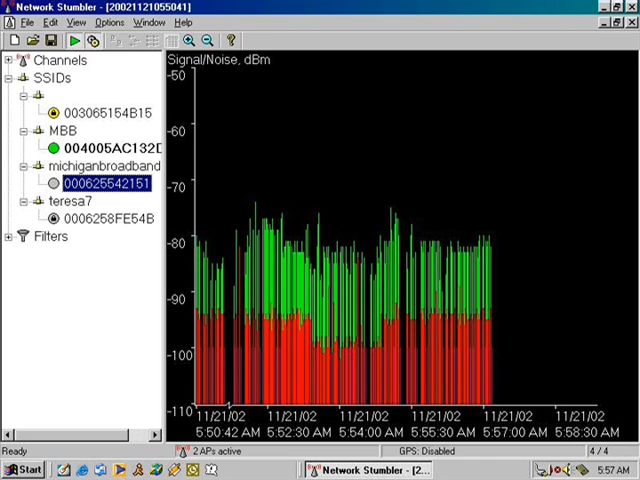 Network Stumbler - [20021121055041]
File Edit View Options Window Help
Channels
SSIDs
003065154B15
MBB
004005AC132D
michiganbroadband
000625542151
teresa7
0006258FE54B
Filters
Signal/Noise, dBm
-50
-60
-70
-80
-90
-100
-110
11/21/02 11/21/02 11/21/02 11/21/02 11/21/02 11/21/02
5:50:42 AM 5:52:30 AM 5:54:00 AM 5:55:30 AM 5:57:00 AM 5:58:30 AM
Ready 2 APs active GPS: Disabled 4 / 4
Start Network Stumbler - [2... 5:57 AM